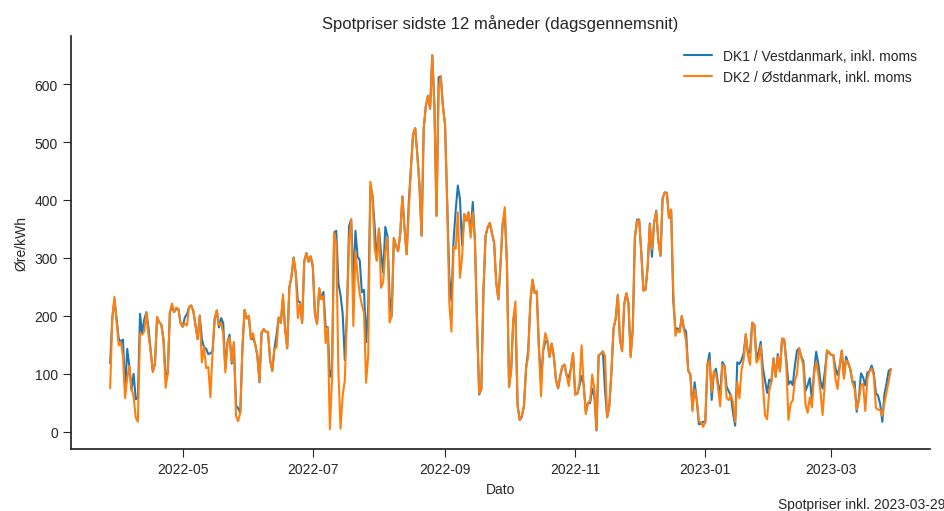 Spotpriser sidste 12 måneder (dagsgennemsnit)
DK1 / Vestdanmark, inkl. moms
DK2 / Østdanmark, inkl. moms
Øre/kWh
600
500
400
300
200
100
0
2022-05
2022-07
2022-09
2022-11
2023-01
2023-03
Dato
Spotpriser inkl. 2023-03-29